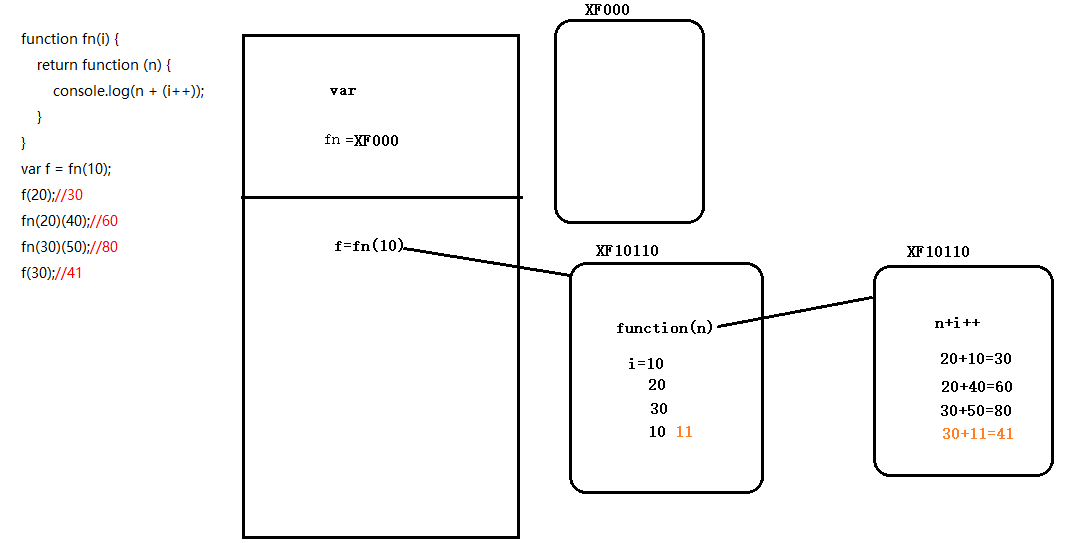 function fn(i) {
return function (n) {
console.log(n + (i++));
}
}
var f = fn(10);
f(20);//30
fn(20)(40);//60
fn(30)(50);//80
f(30);//41
var
fn =XF000
f=fn(10)
XF000
XF10110
function(n)
i=10
20
30
10 11
XF10110
n+i++
20+10=30
20+40=60
30+50=80
30+11=41